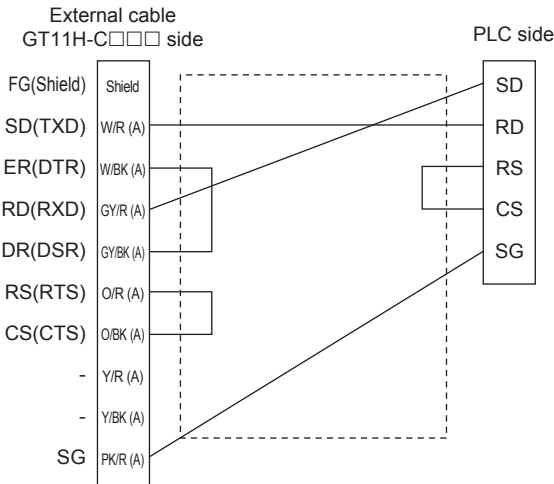 External cable
GT11H-C□□□ side
PLC side
FG(Shield) Shield
SD(TXD) W/R (A)
ER(DTR) W/BK (A)
RD(RXD) GY/R (A)
DR(DSR) GY/BK (A)
RS(RTS) O/R (A)
CS(CTS) O/BK (A)
- Y/R (A)
- Y/BK (A)
SG PK/R (A)
SD
RD
RS
CS
SG